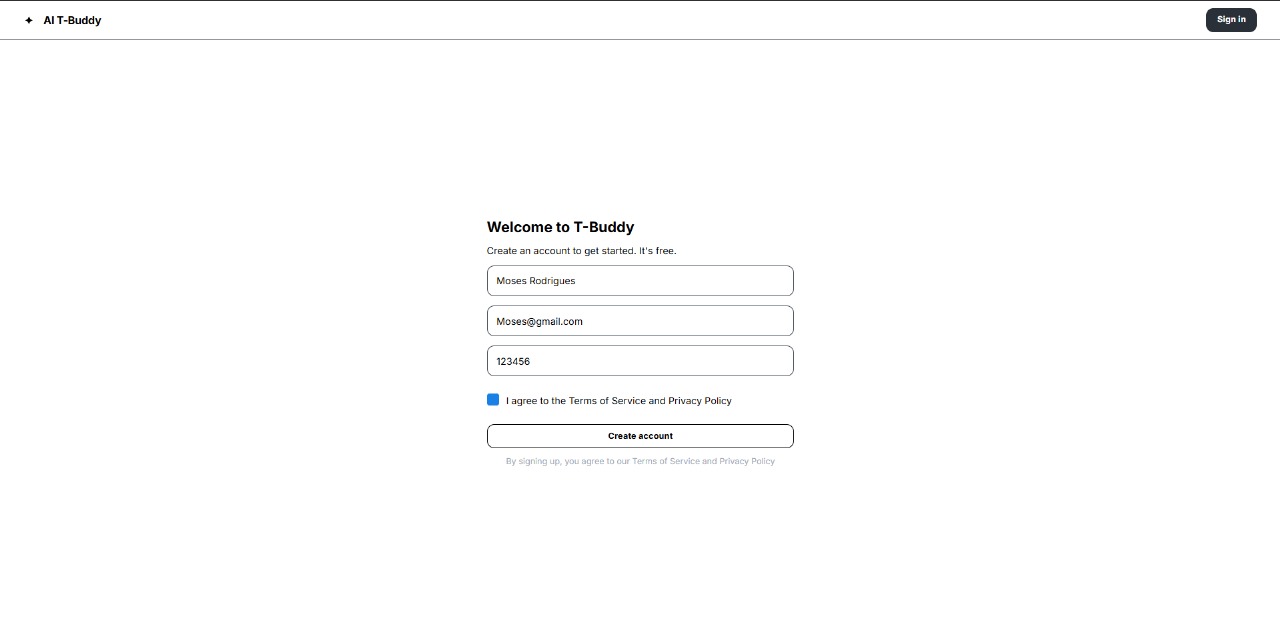 AI T-Buddy
Sign in
Welcome to T-Buddy
Create an account to get started. It's free.
Moses Rodrigues
Moses@gmail.com
123456
I agree to the Terms of Service and Privacy Policy
Create account
By signing up, you agree to our Terms of Service and Privacy Policy